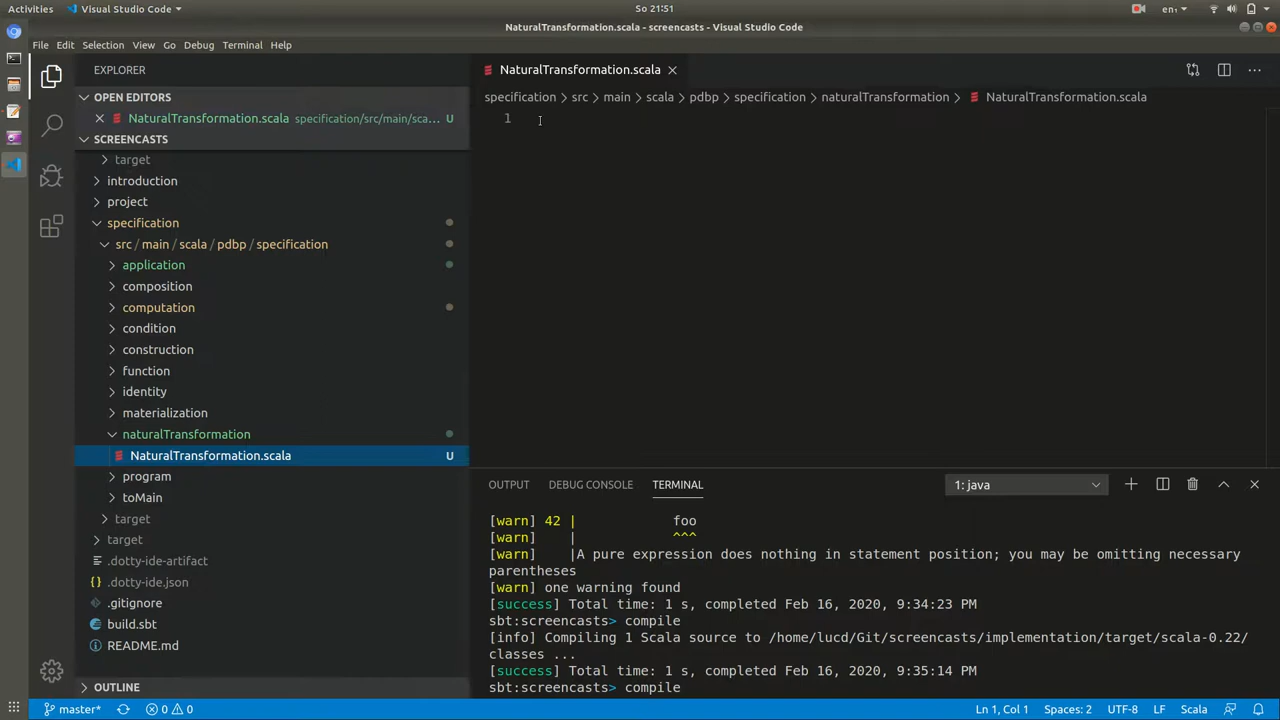 Activities
Visual Studio Code
So 21:51
en₁
NaturalTransformation.scala - screencasts - Visual Studio Code
File Edit Selection View Go Debug Terminal Help
EXPLORER
OPEN EDITORS
NaturalTransformation.scala specification/src/main/sca... U
SCREENCASTS
target
introduction
project
specification
src / main / scala / pdbp / specification
application
composition
computation
condition
construction
function
identity
materialization
naturalTransformation
NaturalTransformation.scala U
program
toMain
target
target
.dotty-ide-artifact
{} .dotty-ide.json
.gitignore
build.sbt
README.md
OUTLINE
NaturalTransformation.scala
specification > src > main > scala > pdbp > specification > naturalTransformation > NaturalTransformation.scala
1
OUTPUT DEBUG CONSOLE TERMINAL 1: java
[warn] 42 | foo
[warn] | ^^^
[warn] |A pure expression does nothing in statement position; you may be omitting necessary
parentheses
[warn] one warning found
[success] Total time: 1 s, completed Feb 16, 2020, 9:34:23 PM
sbt:screencasts> compile
[info] Compiling 1 Scala source to /home/lucd/Git/screencasts/implementation/target/scala-0.22/
classes ...
[success] Total time: 1 s, completed Feb 16, 2020, 9:35:14 PM
sbt:screencasts> compile
master* 0 0 Ln 1, Col 1 Spaces: 2 UTF-8 LF Scala